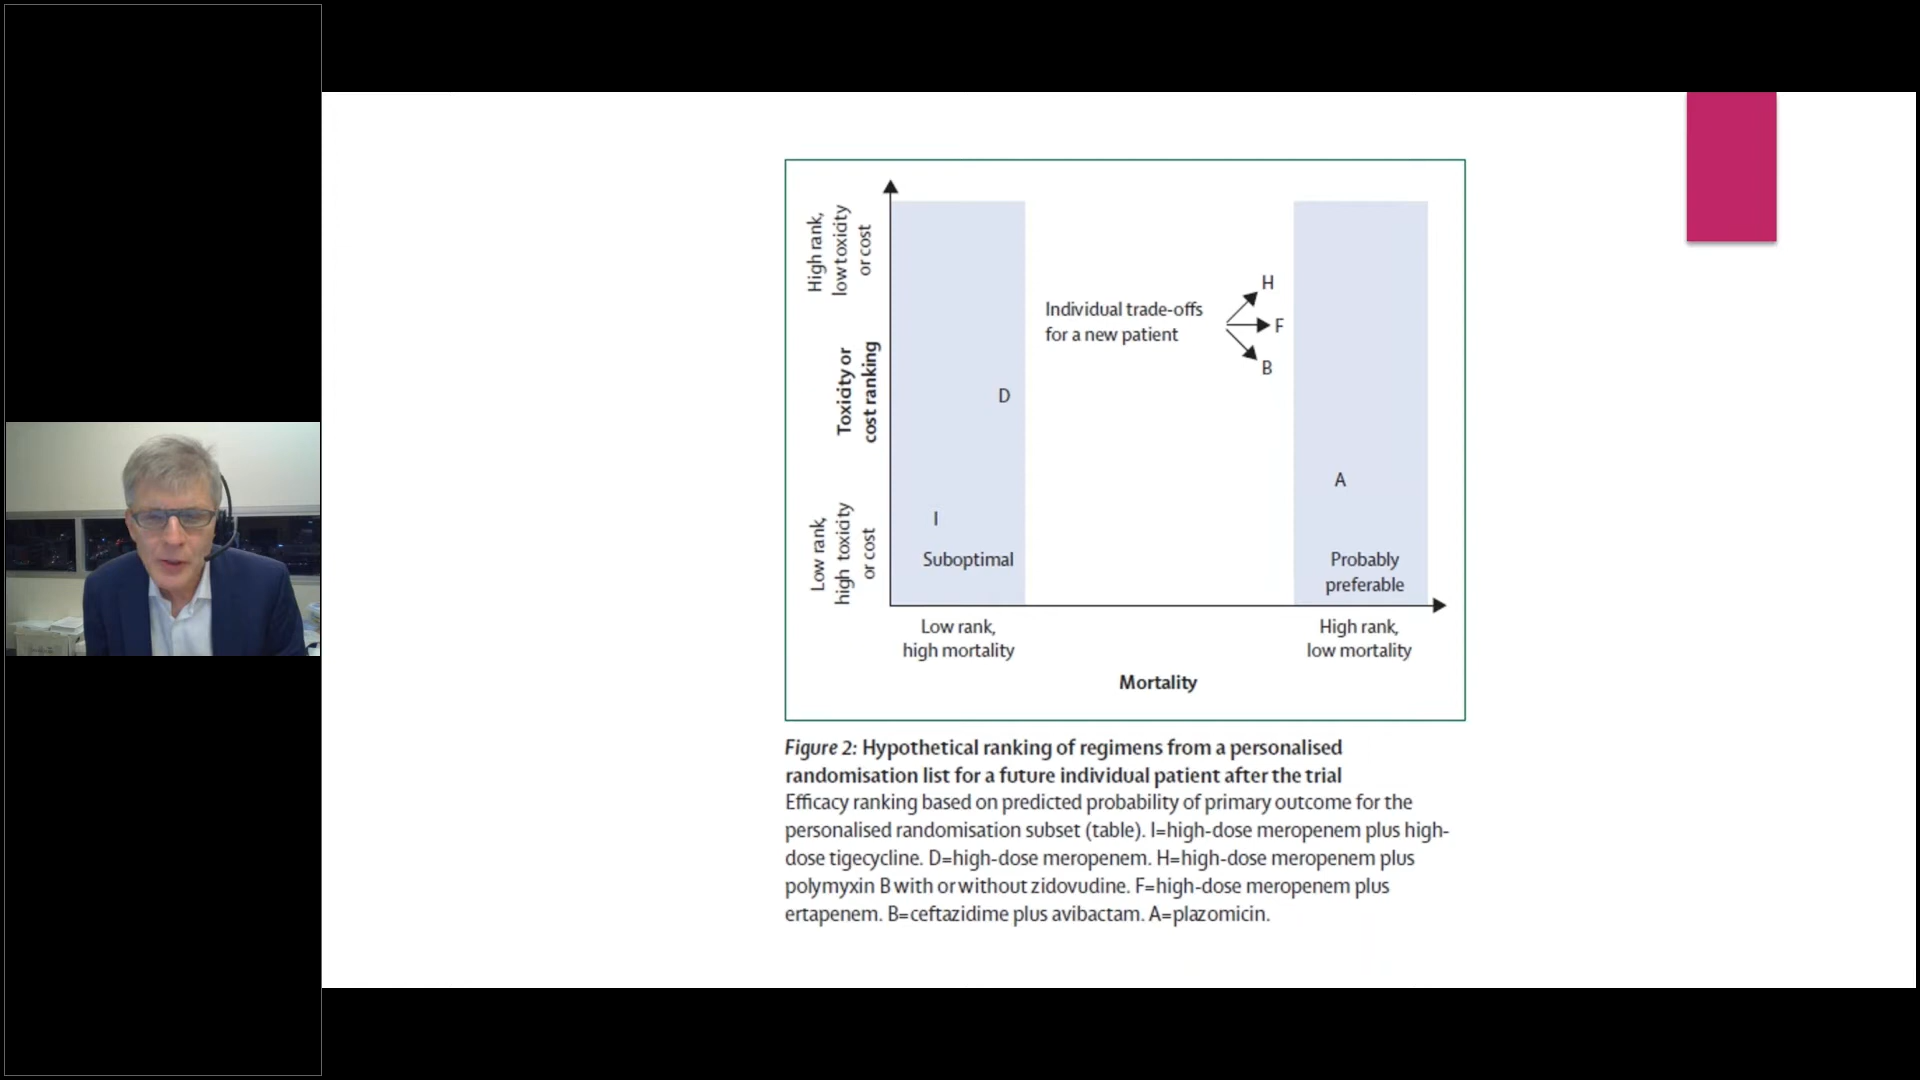 High rank,
low toxicity
or cost
Toxicity or
cost ranking
Low rank,
high toxicity
or cost
Individual trade-offs
for a new patient
H
F
B
D
A
I
Suboptimal
Probably
preferable
Low rank,
high mortality
High rank,
low mortality
Mortality
Figure 2: Hypothetical ranking of regimens from a personalised
randomisation list for a future individual patient after the trial
Efficacy ranking based on predicted probability of primary outcome for the
personalised randomisation subset (table). I=high-dose meropenem plus high-
dose tigecycline. D=high-dose meropenem. H=high-dose meropenem plus
polymyxin B with or without zidovudine. F=high-dose meropenem plus
ertapenem. B=ceftazidime plus avibactam. A=plazomicin.